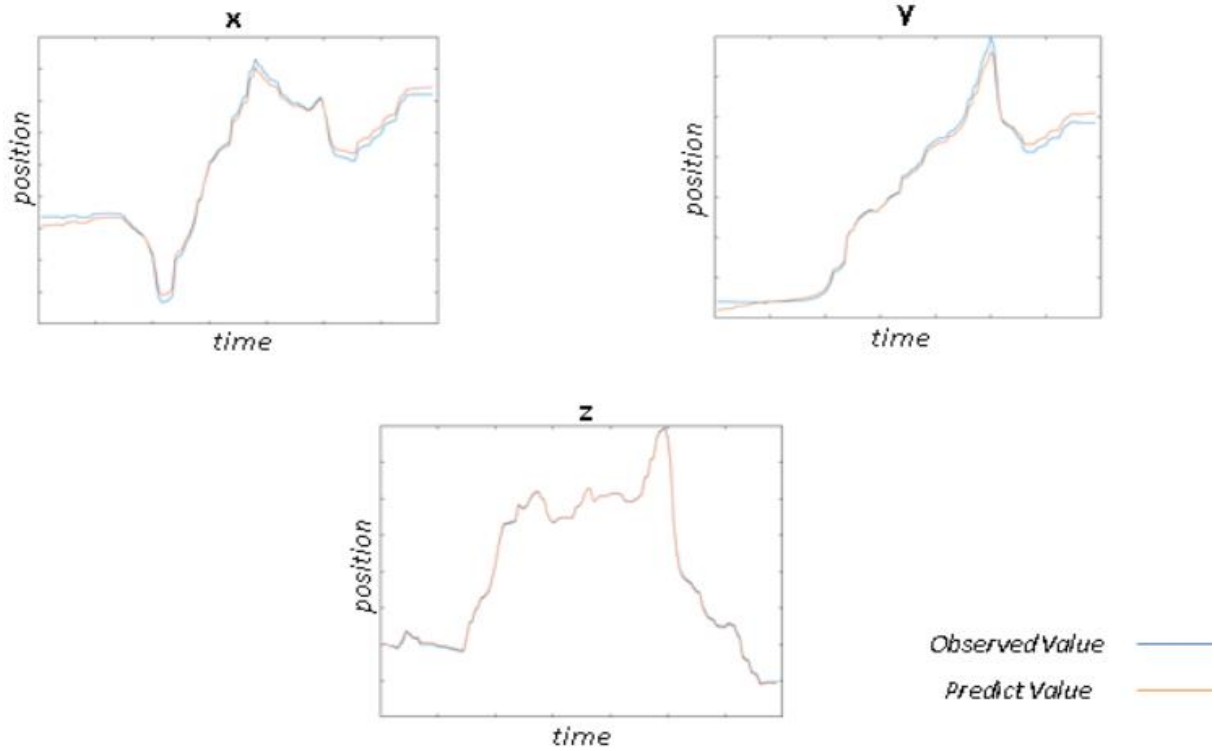 x
y
position
position
time
time
z
position
time
Observed Value
Predict Value